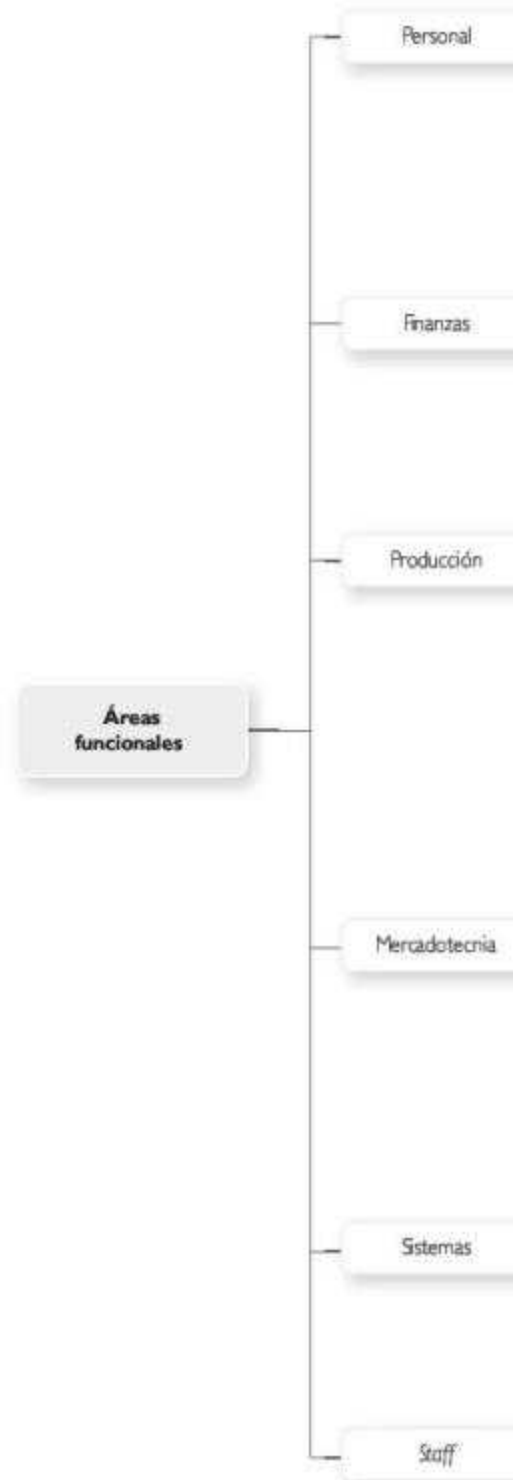 Personal
Finanzas
Producción
Áreas
funcionales
Mercadotecnia
Sistemas
Staff